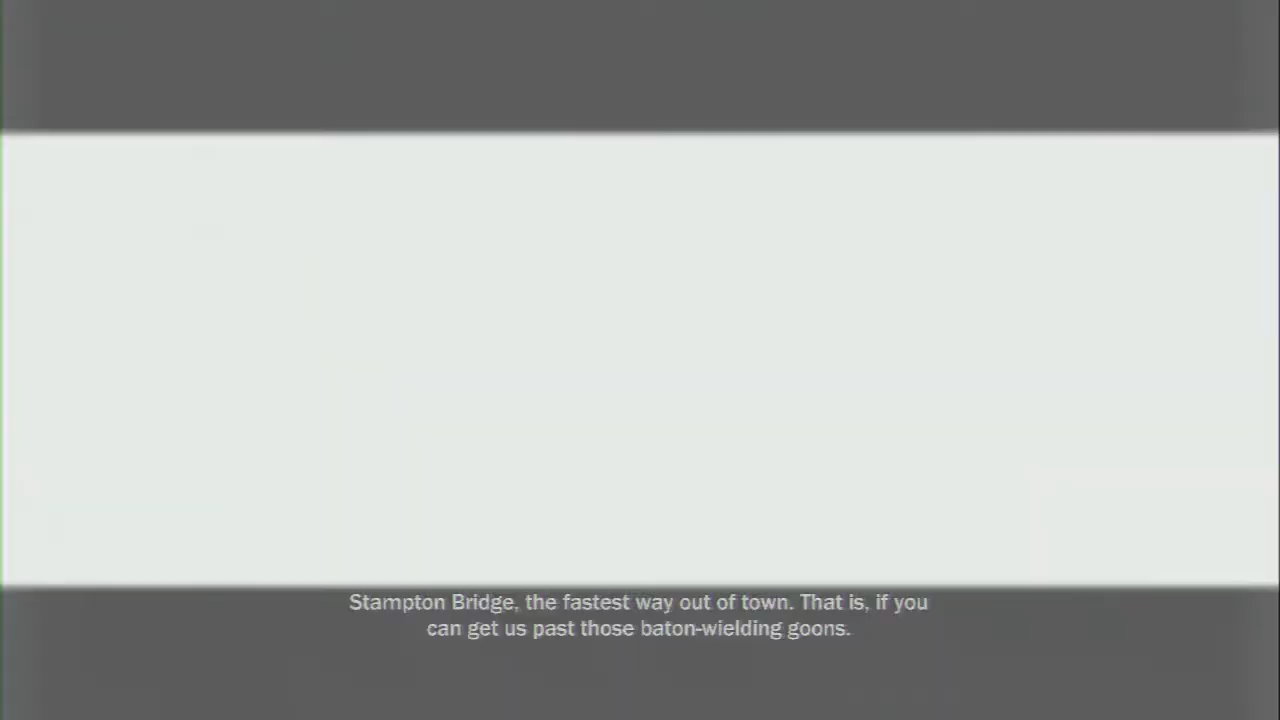 Stampton Bridge, the fastest way out of town. That is, if you
can get us past those baton-wielding goons.